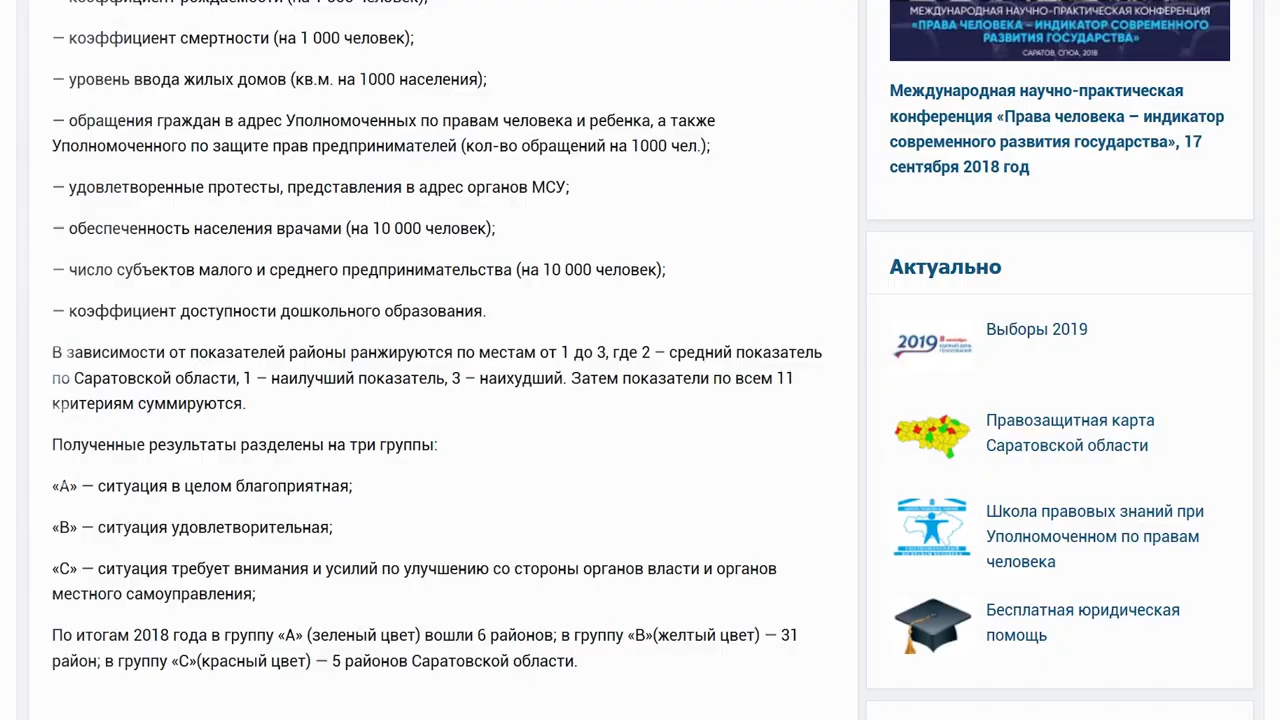 — коэффициент рождаемости (на 1 000 человек);
— коэффициент смертности (на 1 000 человек);
— уровень ввода жилых домов (кв.м. на 1000 населения);
— обращения граждан в адрес Уполномоченных по правам человека и ребенка, а также
Уполномоченного по защите прав предпринимателей (кол-во обращений на 1000 чел.);
— удовлетворенные протесты, представления в адрес органов МСУ;
— обеспеченность населения врачами (на 10 000 человек);
— число субъектов малого и среднего предпринимательства (на 10 000 человек);
— коэффициент доступности дошкольного образования.
В зависимости от показателей районы ранжируются по местам от 1 до 3, где 2 – средний показатель
по Саратовской области, 1 – наилучший показатель, 3 – наихудший. Затем показатели по всем 11
критериям суммируются.
Полученные результаты разделены на три группы:
«А» — ситуация в целом благоприятная;
«В» — ситуация удовлетворительная;
«С» — ситуация требует внимания и усилий по улучшению со стороны органов власти и органов
местного самоуправления;
По итогам 2018 года в группу «А» (зеленый цвет) вошли 6 районов; в группу «В»(желтый цвет) — 31
район; в группу «С»(красный цвет) — 5 районов Саратовской области.
МЕЖДУНАРОДНАЯ НАУЧНО-ПРАКТИЧЕСКАЯ КОНФЕРЕНЦИЯ
«ПРАВА ЧЕЛОВЕКА – ИНДИКАТОР СОВРЕМЕННОГО
РАЗВИТИЯ ГОСУДАРСТВА»
САРАТОВ, СГЮА, 2018
Международная научно-практическая
конференция «Права человека – индикатор
современного развития государства», 17
сентября 2018 год
Актуально
2019
Выборы 2019
Правозащитная карта
Саратовской области
Школа правовых знаний при
Уполномоченном по правам
человека
Бесплатная юридическая
помощь